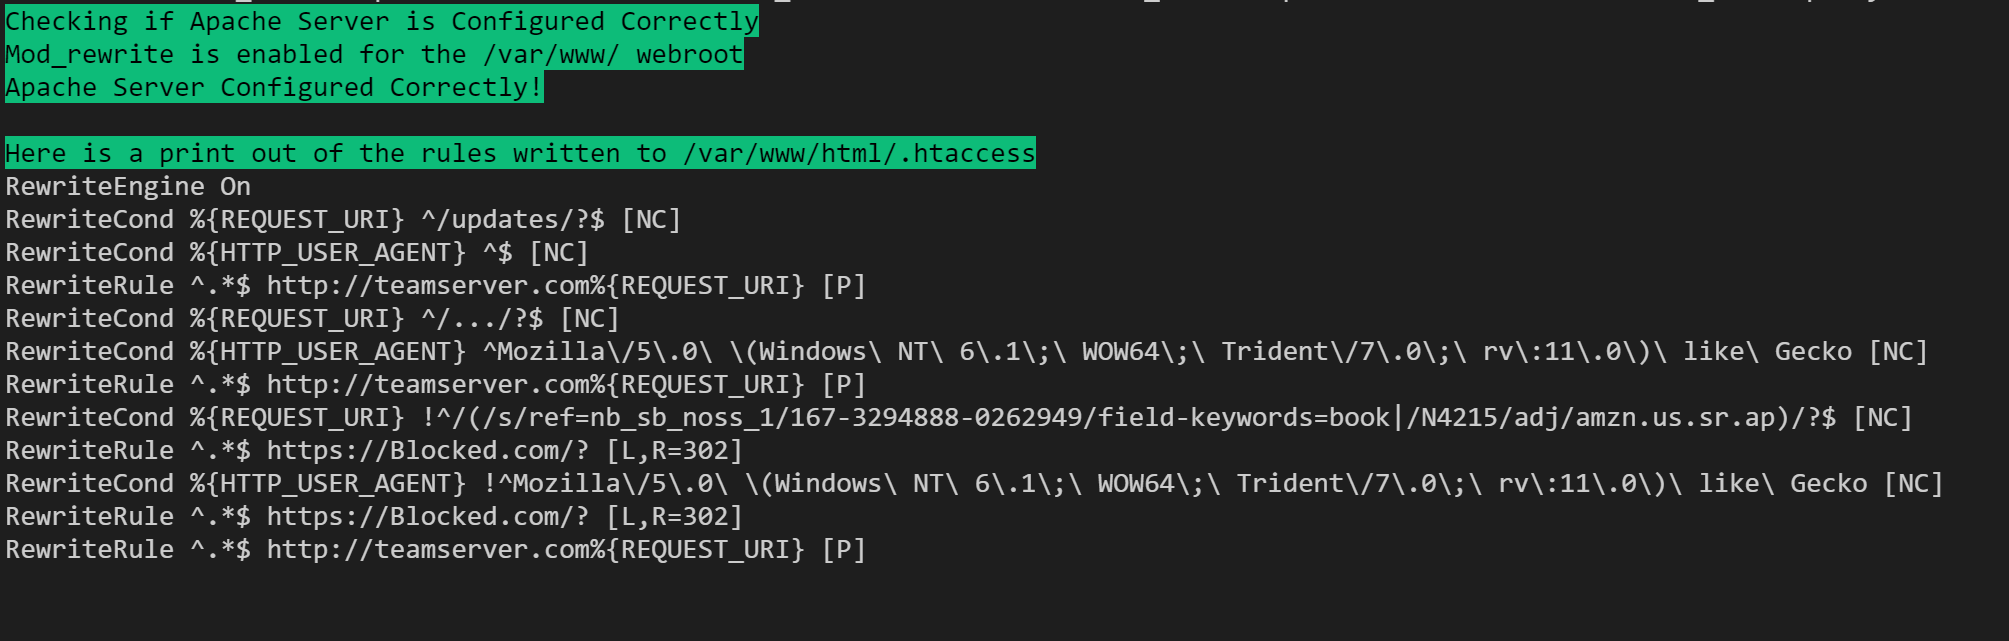 Checking if Apache Server is Configured Correctly
Mod_rewrite is enabled for the /var/www/ webroot
Apache Server Configured Correctly!
Here is a print out of the rules written to /var/www/html/.htaccess
RewriteEngine On
RewriteCond %{REQUEST_URI} ^/updates/?$ [NC]
RewriteCond %{HTTP_USER_AGENT} ^$ [NC]
RewriteRule ^.*$ http://teamserver.com%{REQUEST_URI} [P]
RewriteCond %{REQUEST_URI} ^/.../?$ [NC]
RewriteCond %{HTTP_USER_AGENT} ^Mozilla\/5\.0\ \(Windows\ NT\ 6\.1\;\ WOW64\;\ Trident\/7\.0\;\ rv\:11\.0\)\ like\ Gecko [NC]
RewriteRule ^.*$ http://teamserver.com%{REQUEST_URI} [P]
RewriteCond %{REQUEST_URI} !^/(/s/ref=nb_sb_noss_1/167-3294888-0262949/field-keywords=book|/N4215/adj/amzn.us.sr.ap)/?$ [NC]
RewriteRule ^.*$ https://Blocked.com/? [L,R=302]
RewriteCond %{HTTP_USER_AGENT} !^Mozilla\/5\.0\ \(Windows\ NT\ 6\.1\;\ WOW64\;\ Trident\/7\.0\;\ rv\:11\.0\)\ like\ Gecko [NC]
RewriteRule ^.*$ https://Blocked.com/? [L,R=302]
RewriteRule ^.*$ http://teamserver.com%{REQUEST_URI} [P]